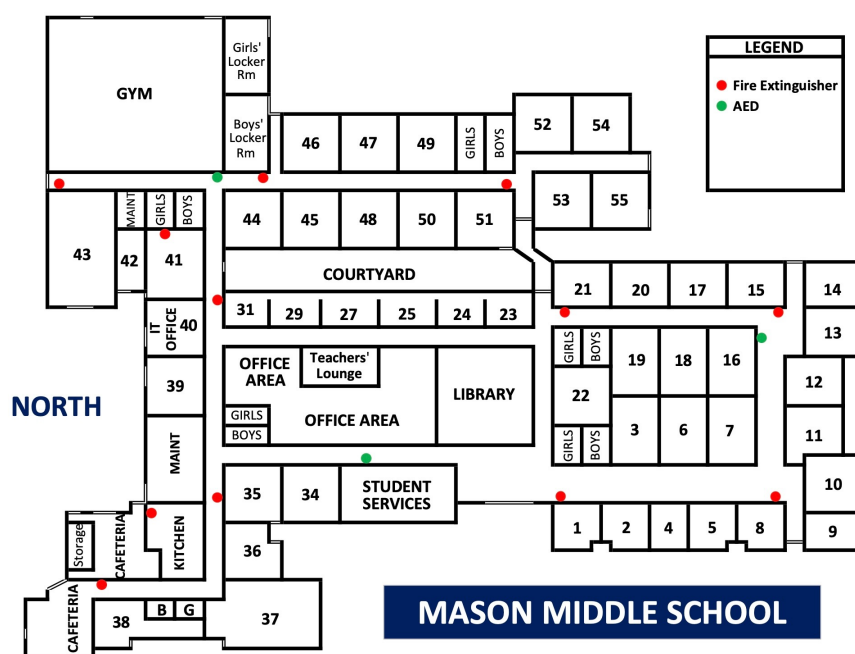 LEGEND
Fire Extinguisher
AED
GYM
Girls'
Locker
Rm
Boys'
Locker
Rm
46
47
49
GIRLS
BOYS
52
54
53
55
MAINT
GIRLS
BOYS
43
42
41
44
45
48
50
51
COURTYARD
31
29
27
25
24
23
21
20
17
15
14
13
IT
OFFICE
40
39
OFFICE
AREA
Teachers'
Lounge
OFFICE AREA
LIBRARY
GIRLS
BOYS
GIRLS
BOYS
19
18
16
12
22
NORTH
MAINT
GIRLS
BOYS
3
6
7
11
10
35
34
STUDENT
SERVICES
1
2
4
5
8
9
Storage
CAFETERIA
KITCHEN
36
CAFETERIA
38
B
G
37
MASON MIDDLE SCHOOL